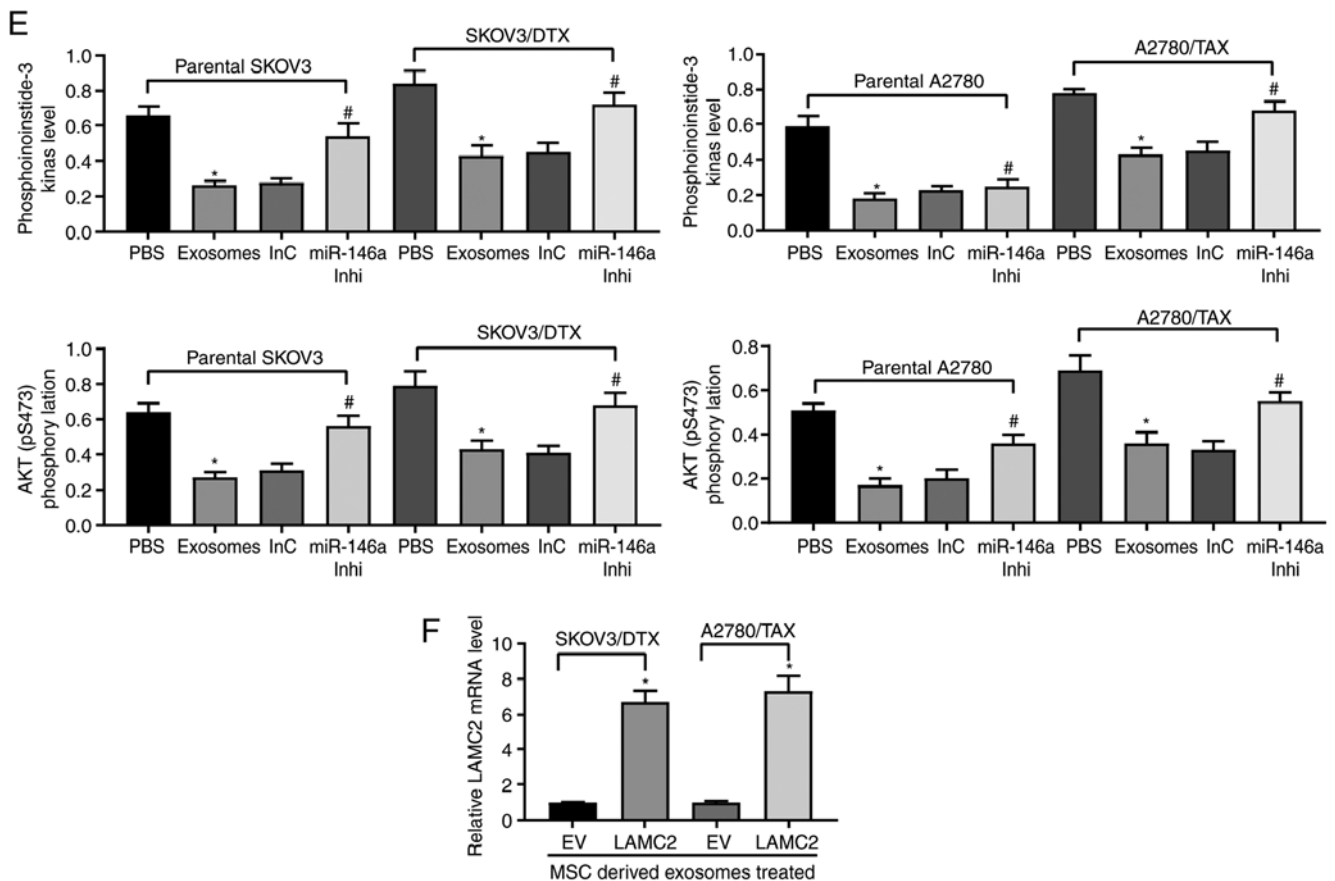 E
SKOV3/DTX
Parental SKOV3
Phosphoinoinstide-3
kinas level
1.0
0.8
0.6
0.4
0.2
0.0
*
#
*
#
PBS Exosomes InC miR-146a Inhi PBS Exosomes InC miR-146a Inhi
A2780/TAX
Parental A2780
Phosphoinoinstide-3
kinas level
1.0
0.8
0.6
0.4
0.2
0.0
*
#
*
#
PBS Exosomes InC miR-146a Inhi PBS Exosomes InC miR-146a Inhi
SKOV3/DTX
Parental SKOV3
AKT (pS473)
phosphory lation
1.0
0.8
0.6
0.4
0.2
0.0
*
#
*
#
PBS Exosomes InC miR-146a Inhi PBS Exosomes InC miR-146a Inhi
A2780/TAX
Parental A2780
AKT (pS473)
phosphory lation
0.8
0.6
0.4
0.2
0.0
*
#
*
#
PBS Exosomes InC miR-146a Inhi PBS Exosomes InC miR-146a Inhi
F
SKOV3/DTX A2780/TAX
Relative LAMC2 mRNA level
10
8
6
4
2
0
*
*
EV LAMC2 EV LAMC2
MSC derived exosomes treated